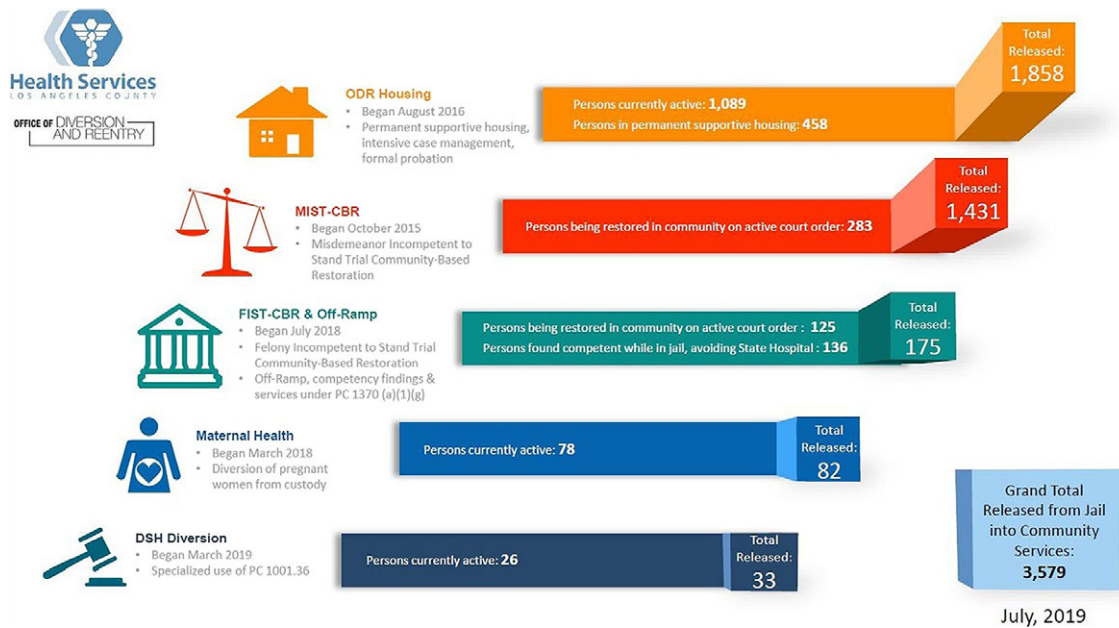 Health Services
LOS ANGELES COUNTY
OFFICE OF DIVERSION
AND REENTRY
ODR Housing
• Began August 2016
• Permanent supportive housing,
intensive case management,
formal probation
Persons currently active: 1,089
Persons in permanent supportive housing: 458
Total
Released:
1,858
MIST-CBR
• Began October 2015
• Misdemeanor Incompetent to
Stand Trial Community-Based
Restoration
Persons being restored in community on active court order: 283
Total
Released:
1,431
FIST-CBR & Off-Ramp
• Began July 2018
• Felony Incompetent to Stand Trial
Community-Based Restoration
• Off-Ramp, competency findings &
services under PC 1370 (a)(1)(g)
Persons being restored in community on active court order : 125
Persons found competent while in jail, avoiding State Hospital : 136
Total
Released:
175
Maternal Health
• Began March 2018
• Diversion of pregnant
women from custody
Persons currently active: 78
Total
Released:
82
DSH Diversion
• Began March 2019
• Specialized use of PC 1001.36
Persons currently active: 26
Total
Released:
33
Grand Total
Released from Jail
into Community
Services:
3,579
July, 2019